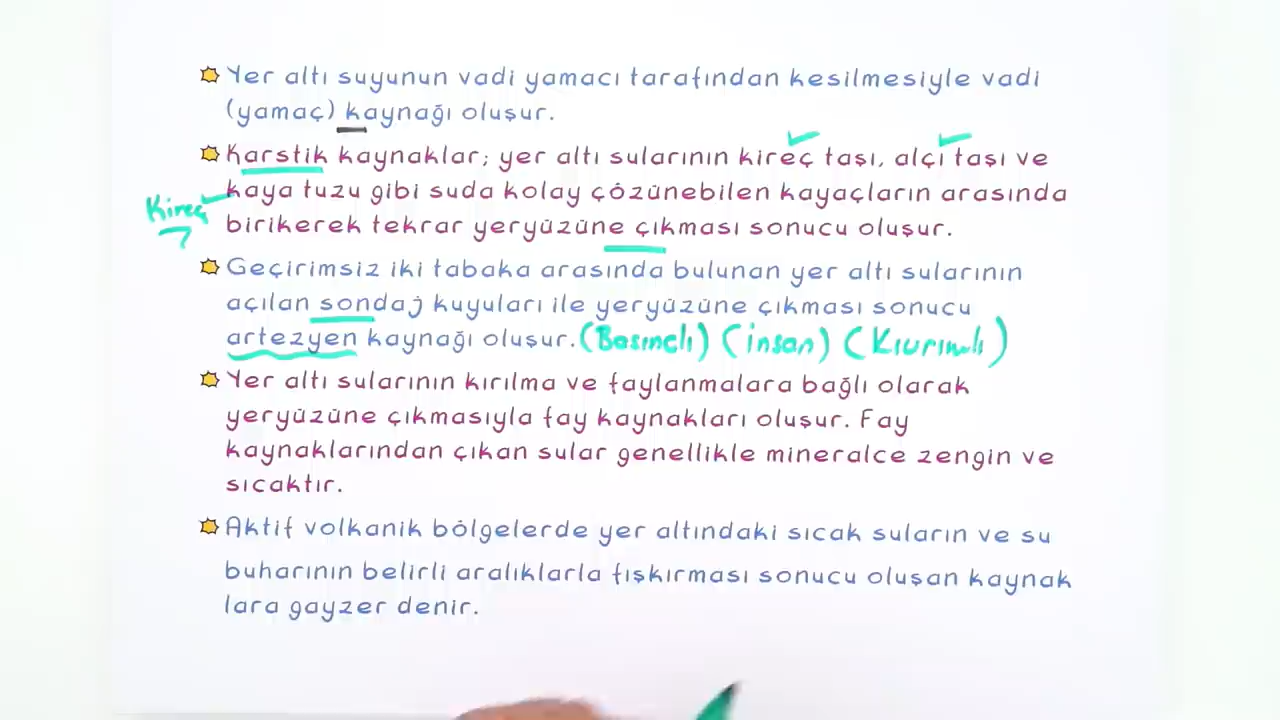 Yer altı suyunun vadi yamacı tarafından kesilmesiyle vadi
(yamaç) kaynağı oluşur.
Karstik kaynaklar; yer altı sularının kireç taşı, alçı taşı ve
kaya tuzu gibi suda kolay çözünebilen kayaçların arasında
Kireç
birikerek tekrar yeryüzüne çıkması sonucu oluşur.
Geçirimsiz iki tabaka arasında bulunan yer altı sularının
açılan sondaj kuyuları ile yeryüzüne çıkması sonucu
artezyen kaynağı oluşur. (Basınçlı) (insan) (Kıvrımlı)
Yer altı sularının kırılma ve faylanmalara bağlı olarak
yeryüzüne çıkmasıyla fay kaynakları oluşur. Fay
kaynaklarından çıkan sular genellikle mineralce zengin ve
sıcaktır.
Aktif volkanik bölgelerde yer altındaki sıcak suların ve su
buharının belirli aralıklarla fışkırması sonucu oluşan kaynak
lara gayzer denir.